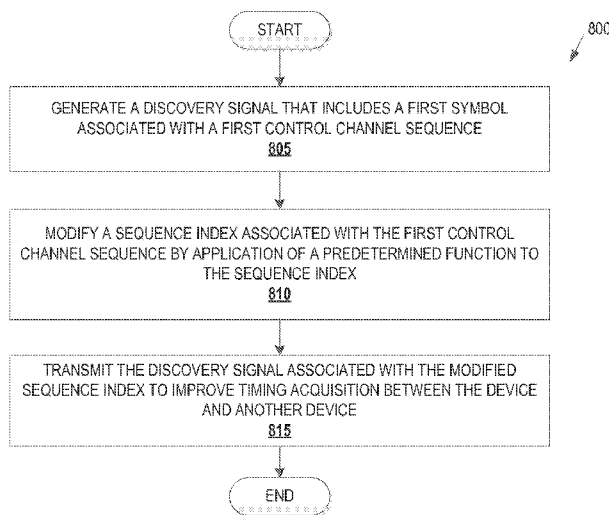 START
800
GENERATE A DISCOVERY SIGNAL THAT INCLUDES A FIRST SYMBOL
ASSOCIATED WITH A FIRST CONTROL CHANNEL SEQUENCE
805
MODIFY A SEQUENCE INDEX ASSOCIATED WITH THE FIRST CONTROL
CHANNEL SEQUENCE BY APPLICATION OF A PREDETERMINED FUNCTION TO
THE SEQUENCE INDEX
810
TRANSMIT THE DISCOVERY SIGNAL ASSOCIATED WITH THE MODIFIED
SEQUENCE INDEX TO IMPROVE TIMING ACQUISITION BETWEEN THE DEVICE
AND ANOTHER DEVICE
815
END